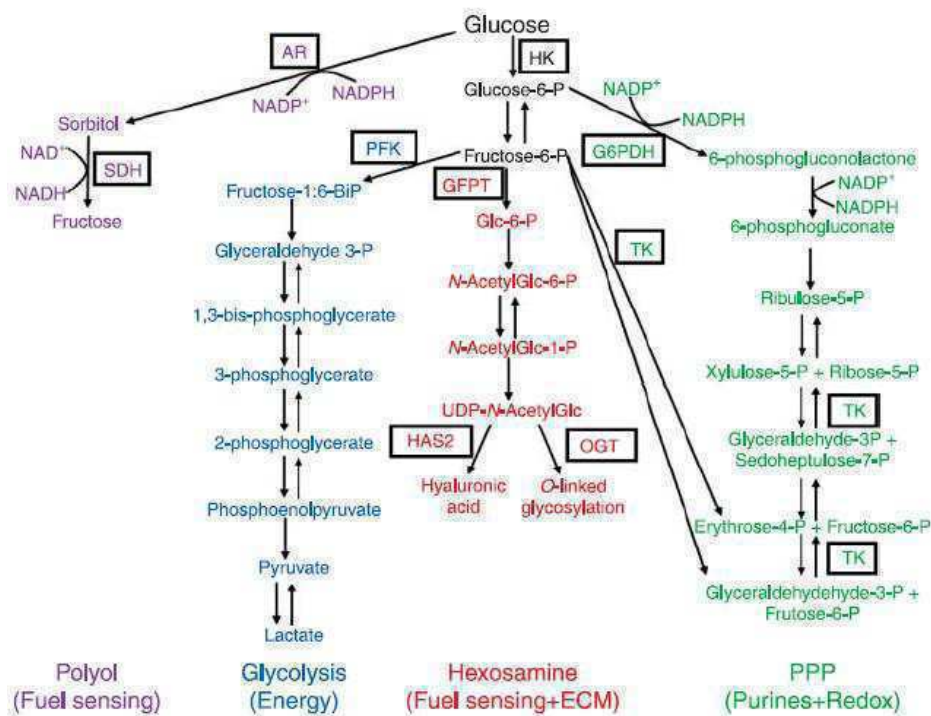 Glucose
AR
HK
NADP+
NADPH
Glucose-6-P
NADP+
NADPH
Sorbitol
NAD+
SDH
NADH
Fructose
PFK
Fructose-6-P
G6PDH
6-phosphogluconolactone
GFPT
NADP+
NADPH
Fructose-1:6-BiP
Glc-6-P
6-phosphogluconate
TK
Glyceraldehyde 3-P
N-AcetylGlc-6-P
Ribulose-5-P
1,3-bis-phosphoglycerate
N-AcetylGlc-1-P
3-phosphoglycerate
Xylulose-5-P + Ribose-5-P
TK
UDP-N-AcetylGlc
2-phosphoglycerate
HAS2
OGT
Glyceraldehyde-3P +
Sedoheptulose-7-P
Hyaluronic
acid
O-linked
glycosylation
Phosphoenolpyruvate
Erythrose-4-P + Fructose-6-P
TK
Pyruvate
Glyceraldehydehyde-3-P +
Frutose-6-P
Lactate
Polyol
(Fuel sensing)
Glycolysis
(Energy)
Hexosamine
(Fuel sensing+ECM)
PPP
(Purines+Redox)